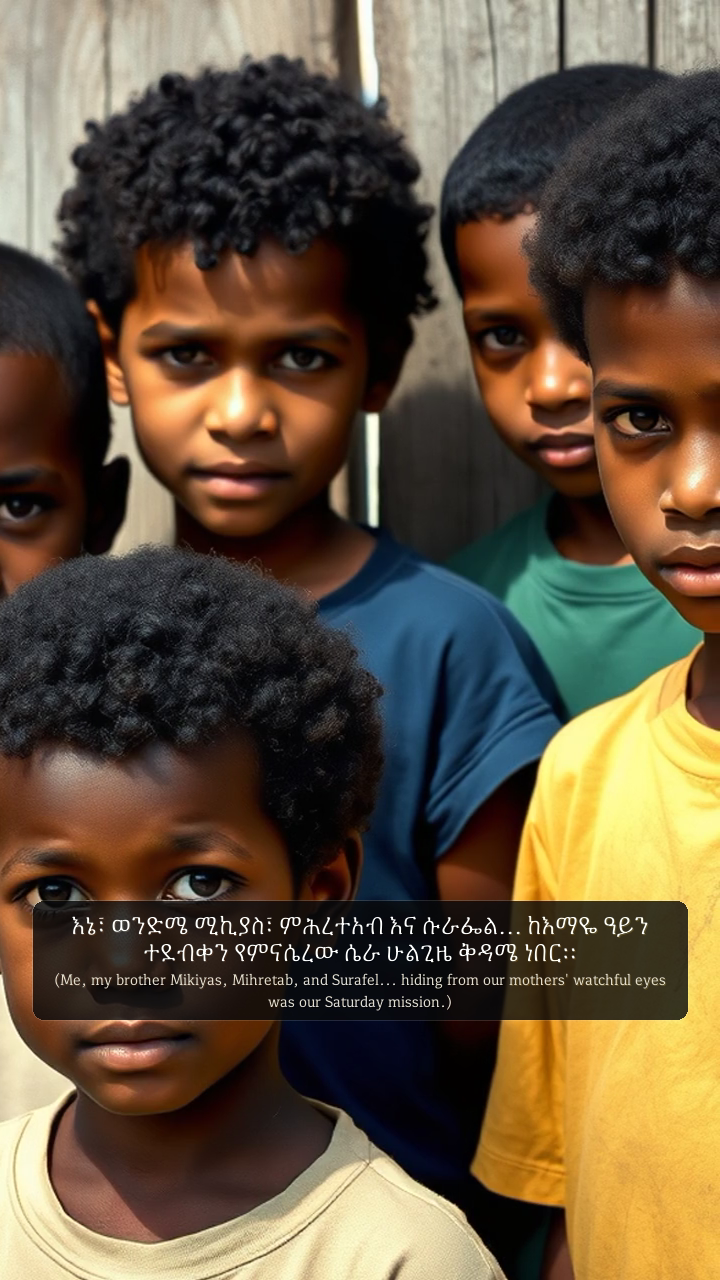 እኔ፣ ወንድሜ ሚኪያስ፣ ምሕረተአብ እና ሱራፌል... ከእማዬ ዓይን
ተደብቀን የምናሴረው ሴራ ሁልጊዜ ቅዳሜ ነበር፡፡
(Me, my brother Mikiyas, Mihretab, and Surafel... hiding from our mothers' watchful eyes
was our Saturday mission.)